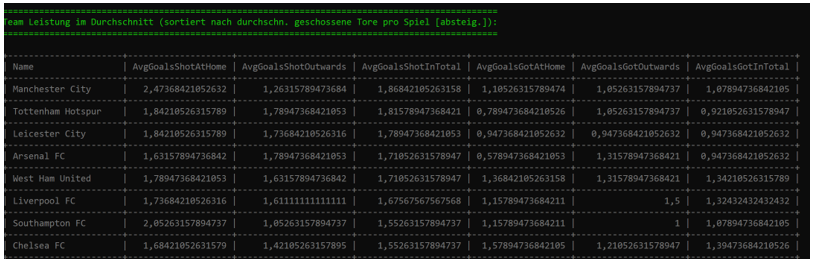 ================================================================================
Team Leistung im Durchschnitt (sortiert nach durchschn. geschossene Tore pro Spiel [absteig.]):
================================================================================
| Name | AvgGoalsShotAtHome | AvgGoalsShotOutwards | AvgGoalsShotInTotal | AvgGoalsGotAtHome | AvgGoalsGotOutwards | AvgGoalsGotInTotal |
| Manchester City | 2,47368421052632 | 1,26315789473684 | 1,86842105263158 | 1,10526315789474 | 1,05263157894737 | 1,07894736842105 |
| Tottenham Hotspur | 1,84210526315789 | 1,78947368421053 | 1,81578947368421 | 0,789473684210526 | 1,05263157894737 | 0,921052631578947 |
| Leicester City | 1,84210526315789 | 1,73684210526316 | 1,78947368421053 | 0,947368421052632 | 0,947368421052632 | 0,947368421052632 |
| Arsenal FC | 1,63157894736842 | 1,78947368421053 | 1,71052631578947 | 0,578947368421053 | 1,31578947368421 | 0,947368421052632 |
| West Ham United | 1,78947368421053 | 1,63157894736842 | 1,71052631578947 | 1,36842105263158 | 1,31578947368421 | 1,34210526315789 |
| Liverpool FC | 1,73684210526316 | 1,61111111111111 | 1,67567567567568 | 1,15789473684211 | 1,5 | 1,32432432432432 |
| Southampton FC | 2,05263157894737 | 1,05263157894737 | 1,55263157894737 | 1,15789473684211 | 1 | 1,07894736842105 |
| Chelsea FC | 1,68421052631579 | 1,42105263157895 | 1,55263157894737 | 1,57894736842105 | 1,21052631578947 | 1,39473684210526 |